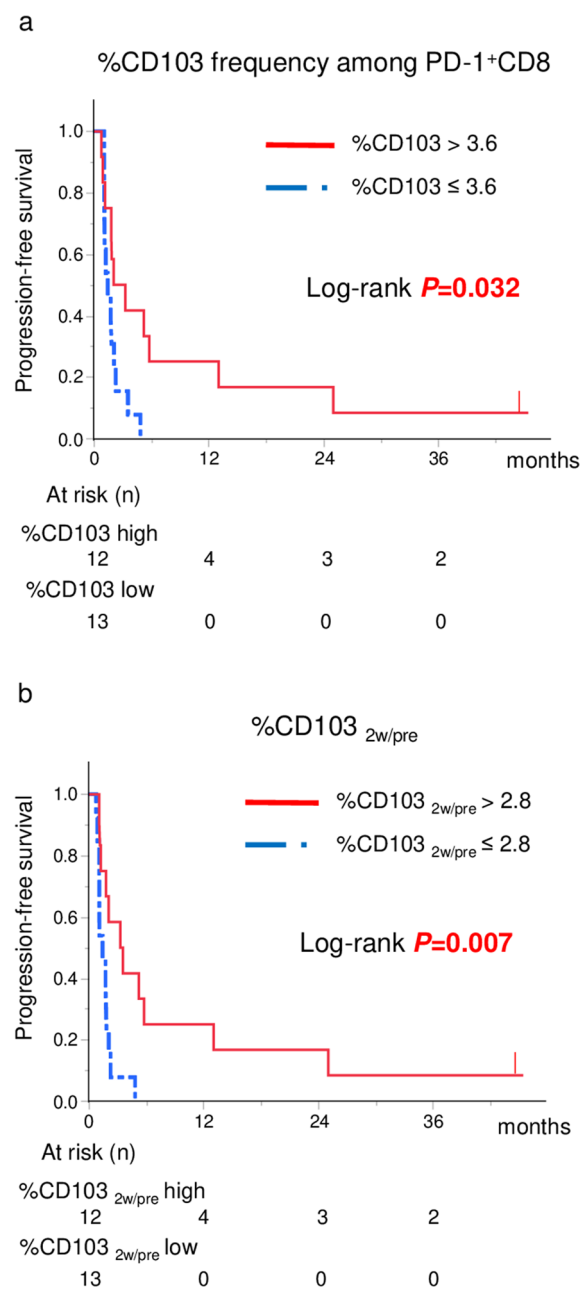 a
%CD103 frequency among PD-1+CD8
%CD103 > 3.6
%CD103 ≤ 3.6
Log-rank P=0.032
Progression-free survival
1.0
0.8
0.6
0.4
0.2
0.0
0 12 24 36 months
At risk (n)
%CD103 high
12 4 3 2
%CD103 low
13 0 0 0
b
%CD103 2w/pre
%CD103 2w/pre > 2.8
%CD103 2w/pre ≤ 2.8
Log-rank P=0.007
Progression-free survival
1.0
0.8
0.6
0.4
0.2
0.0
0 12 24 36 months
At risk (n)
%CD103 2w/pre high
12 4 3 2
%CD103 2w/pre low
13 0 0 0